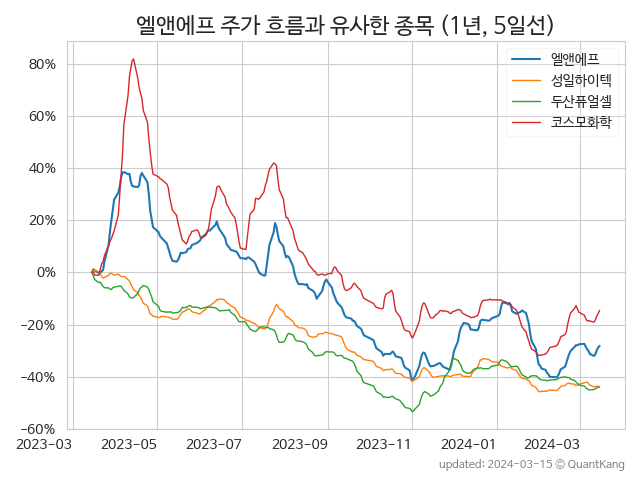 엘앤에프 주가 흐름과 유사한 종목 (1년, 5일선)
엘앤에프
성일하이텍
두산퓨얼셀
코스모화학
80%
60%
40%
20%
0%
−20%
−40%
−60%
2023-03 2023-05 2023-07 2023-09 2023-11 2024-01 2024-03
updated: 2024-03-15 © QuantKang